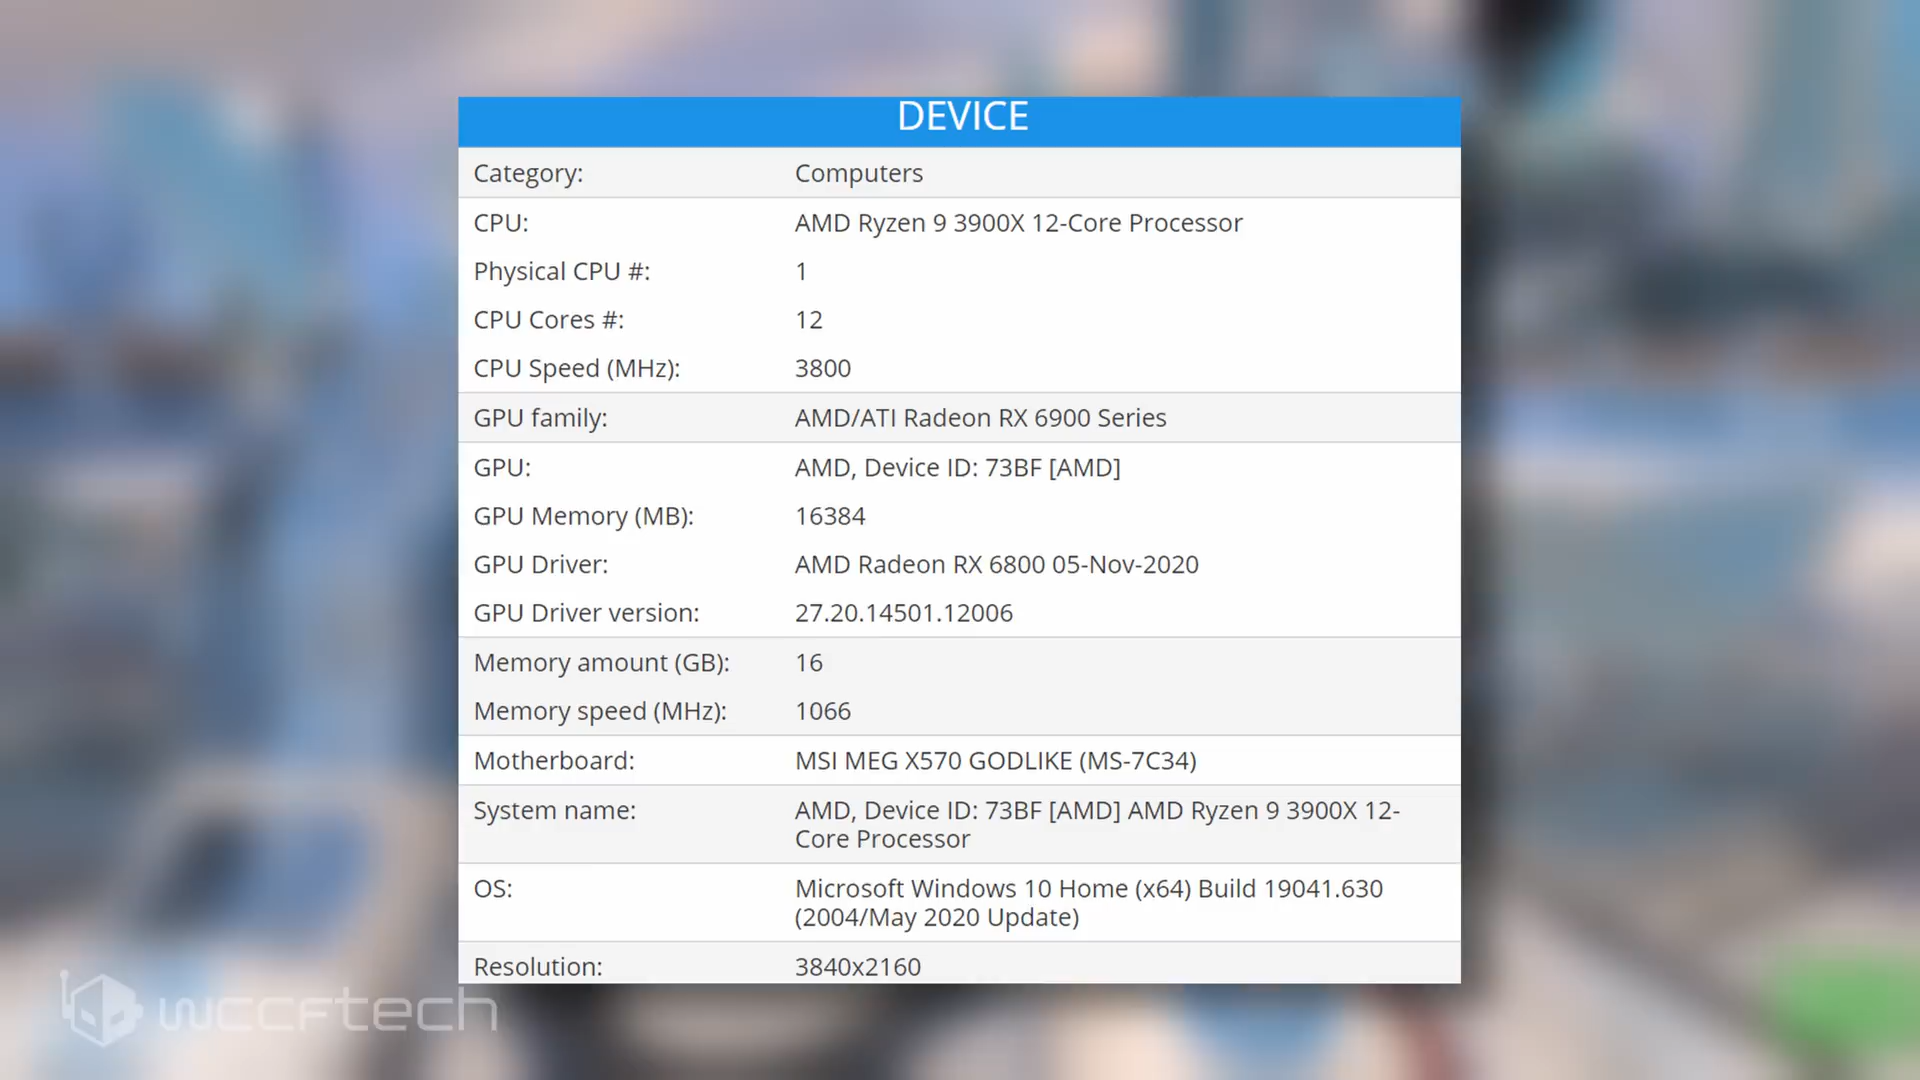 DEVICE
Category: Computers
CPU: AMD Ryzen 9 3900X 12-Core Processor
Physical CPU #: 1
CPU Cores #: 12
CPU Speed (MHz): 3800
GPU family: AMD/ATI Radeon RX 6900 Series
GPU: AMD, Device ID: 73BF [AMD]
GPU Memory (MB): 16384
GPU Driver: AMD Radeon RX 6800 05-Nov-2020
GPU Driver version: 27.20.14501.12006
Memory amount (GB): 16
Memory speed (MHz): 1066
Motherboard: MSI MEG X570 GODLIKE (MS-7C34)
System name: AMD, Device ID: 73BF [AMD] AMD Ryzen 9 3900X 12-
Core Processor
OS: Microsoft Windows 10 Home (x64) Build 19041.630
(2004/May 2020 Update)
Resolution: 3840x2160
wccftech